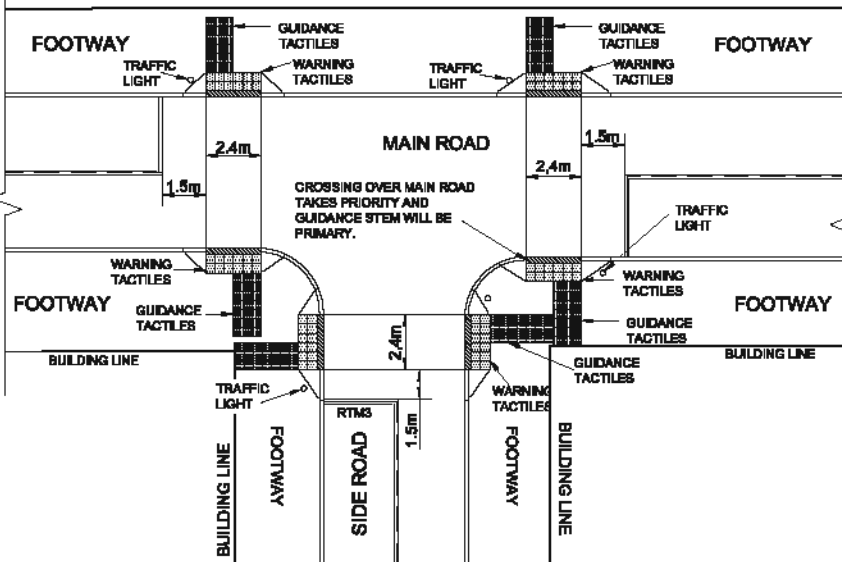 GUIDANCE
TACTILES
FOOTWAY
TRAFFIC
LIGHT
WARNING
TACTILES
GUIDANCE
TACTILES
FOOTWAY
TRAFFIC
LIGHT
WARNING
TACTILES
MAIN ROAD
2.4m
1.5m
2,4m
1.5m
CROSSING OVER MAIN ROAD
TAKES PRIORITY AND
GUIDANCE STEM WILL BE
PRIMARY.
TRAFFIC
LIGHT
WARNING
TACTILES
FOOTWAY
GUIDANCE
TACTILES
WARNING
TACTILES
FOOTWAY
GUIDANCE
TACTILES
BUILDING LINE
BUILDING LINE
2,4m
GUIDANCE
TACTILES
TRAFFIC
LIGHT
WARNING
TACTILES
1.5m
RTM3
BUILDING LINE
FOOTWAY
SIDE ROAD
FOOTWAY
BUILDING LINE